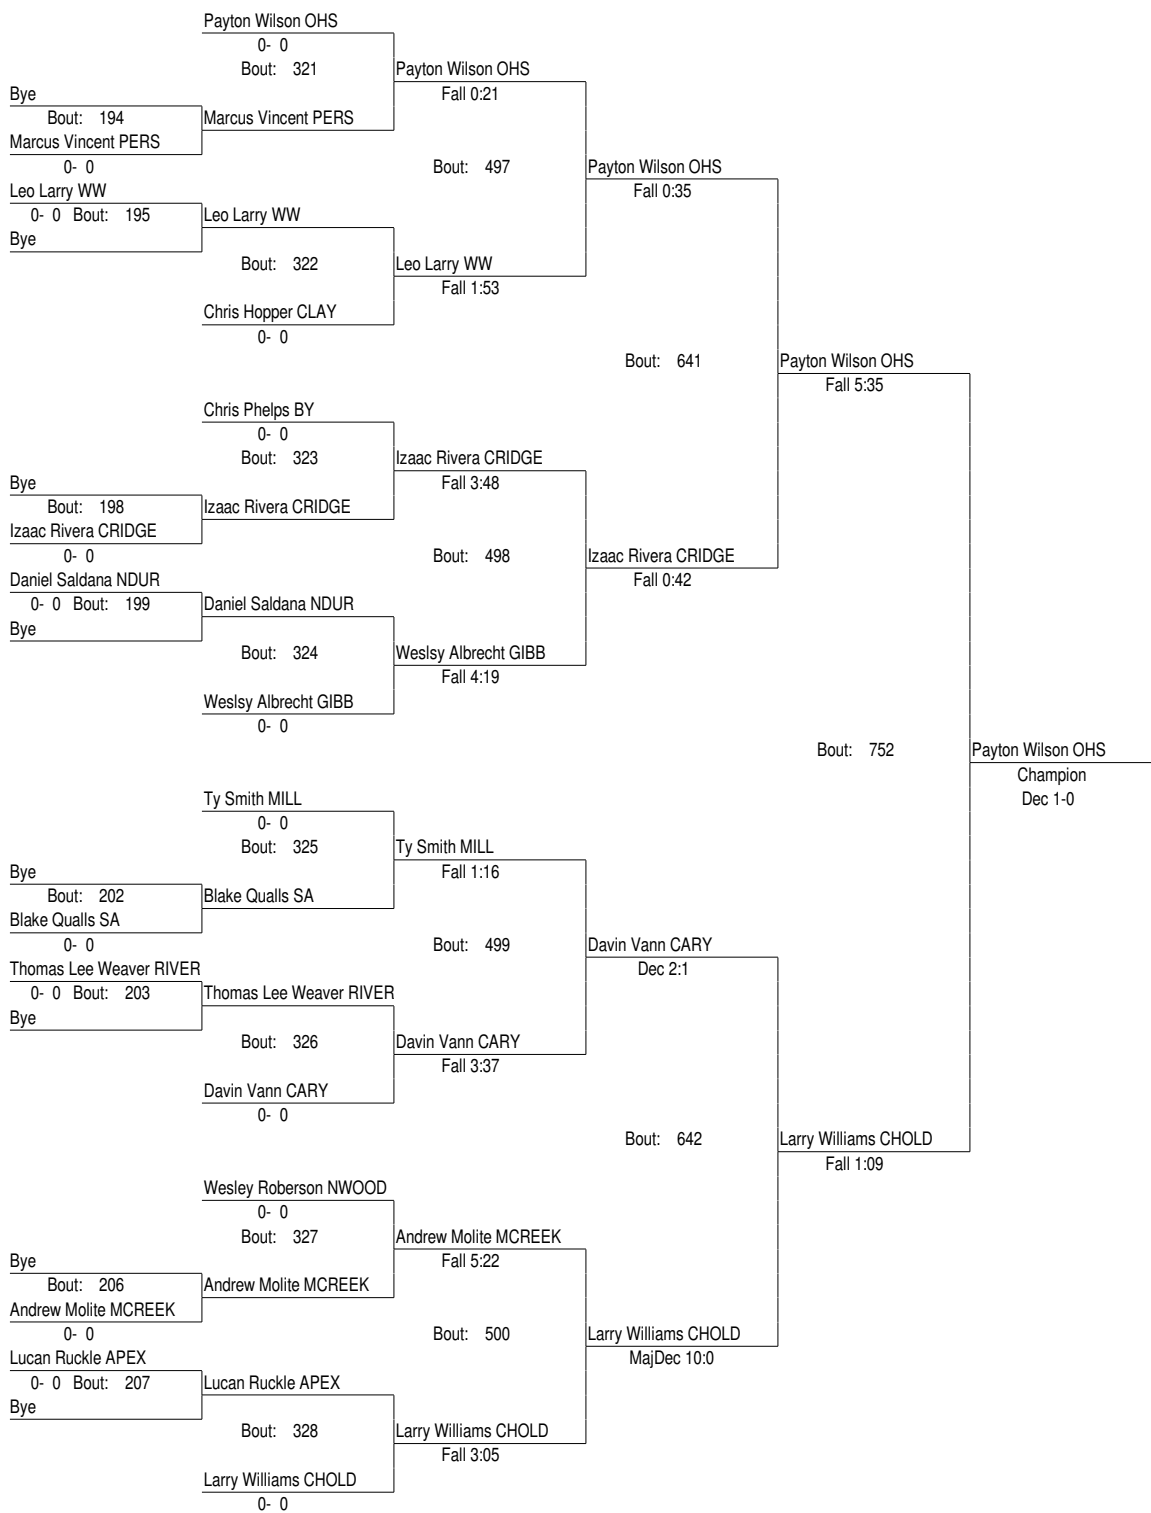 Payton Wilson OHS
0- 0
Bout: 321
Payton Wilson OHS
Fall 0:21
Bye
Bout: 194
Marcus Vincent PERS
Marcus Vincent PERS
0- 0
Bout: 497
Payton Wilson OHS
Fall 0:35
Leo Larry WW
0- 0 Bout: 195
Leo Larry WW
Bye
Bout: 322
Leo Larry WW
Fall 1:53
Chris Hopper CLAY
0- 0
Bout: 641
Payton Wilson OHS
Fall 5:35
Chris Phelps BY
0- 0
Bout: 323
Izaac Rivera CRIDGE
Fall 3:48
Bye
Bout: 198
Izaac Rivera CRIDGE
Izaac Rivera CRIDGE
0- 0
Bout: 498
Izaac Rivera CRIDGE
Fall 0:42
Daniel Saldana NDUR
0- 0 Bout: 199
Daniel Saldana NDUR
Bye
Bout: 324
Weslsy Albrecht GIBB
Fall 4:19
Weslsy Albrecht GIBB
0- 0
Bout: 752
Payton Wilson OHS
Champion
Dec 1-0
Ty Smith MILL
0- 0
Bout: 325
Ty Smith MILL
Fall 1:16
Bye
Bout: 202
Blake Qualls SA
Blake Qualls SA
0- 0
Bout: 499
Davin Vann CARY
Dec 2:1
Thomas Lee Weaver RIVER
0- 0 Bout: 203
Thomas Lee Weaver RIVER
Bye
Bout: 326
Davin Vann CARY
Fall 3:37
Davin Vann CARY
0- 0
Bout: 642
Larry Williams CHOLD
Fall 1:09
Wesley Roberson NWOOD
0- 0
Bout: 327
Andrew Molite MCREEK
Fall 5:22
Bye
Bout: 206
Andrew Molite MCREEK
Andrew Molite MCREEK
0- 0
Bout: 500
Larry Williams CHOLD
MajDec 10:0
Lucan Ruckle APEX
0- 0 Bout: 207
Lucan Ruckle APEX
Bye
Bout: 328
Larry Williams CHOLD
Fall 3:05
Larry Williams CHOLD
0- 0